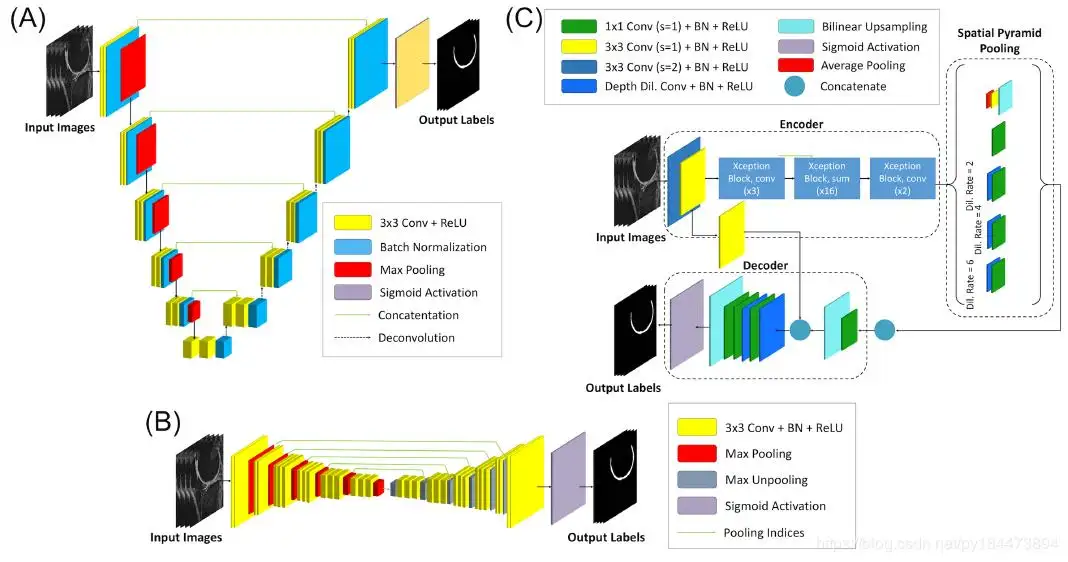 (A)
Input Images
Output Labels
3x3 Conv + ReLU
Batch Normalization
Max Pooling
Sigmoid Activation
Concatentation
Deconvolution
(B)
Input Images
Output Labels
3x3 Conv + BN + ReLU
Max Pooling
Max Unpooling
Sigmoid Activation
Pooling Indices
(C)
1x1 Conv (s=1) + BN + ReLU
3x3 Conv (s=1) + BN + ReLU
3x3 Conv (s=2) + BN + ReLU
Depth Dil. Conv + BN + ReLU
Bilinear Upsampling
Sigmoid Activation
Average Pooling
Concatenate
Spatial Pyramid
Pooling
Dil. Rate = 2
Dil. Rate = 4
Dil. Rate = 6
Encoder
Xception
Block, conv
(x3)
Xception
Block, sum
(x16)
Xception
Block, conv
(x2)
Input Images
Decoder
Output Labels
https://blog.csdn.net/py184473894